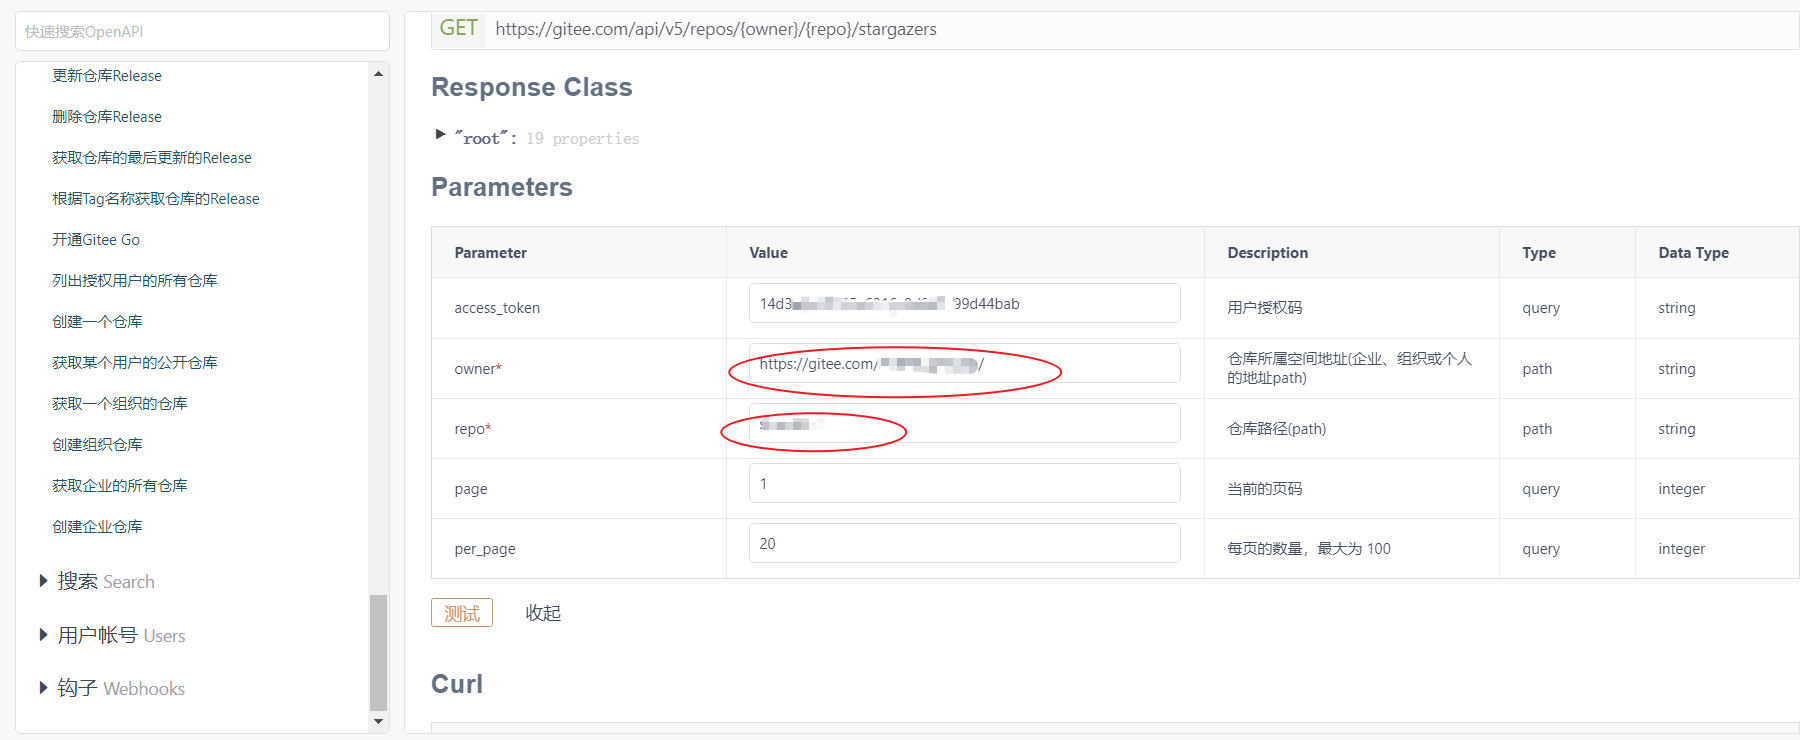 快速搜索OpenAPI
更新仓库Release
删除仓库Release
获取仓库的最后更新的Release
根据Tag名称获取仓库的Release
开通Gitee Go
列出授权用户的所有仓库
创建一个仓库
获取某个用户的公开仓库
获取一个组织的仓库
创建组织仓库
获取企业的所有仓库
创建企业仓库
搜索 Search
用户帐号 Users
钩子 Webhooks
GET https://gitee.com/api/v5/repos/{owner}/{repo}/stargazers
Response Class
"root": 19 properties
Parameters
Parameter Value Description Type Data Type
access_token 14d3 99d44bab 用户授权码 query string
owner* https://gitee.com/ / 仓库所属空间地址(企业、组织或个人
的地址path) path string
repo* 仓库路径(path) path string
page 1 当前的页码 query integer
per_page 20 每页的数量，最大为 100 query integer
测试 收起
Curl